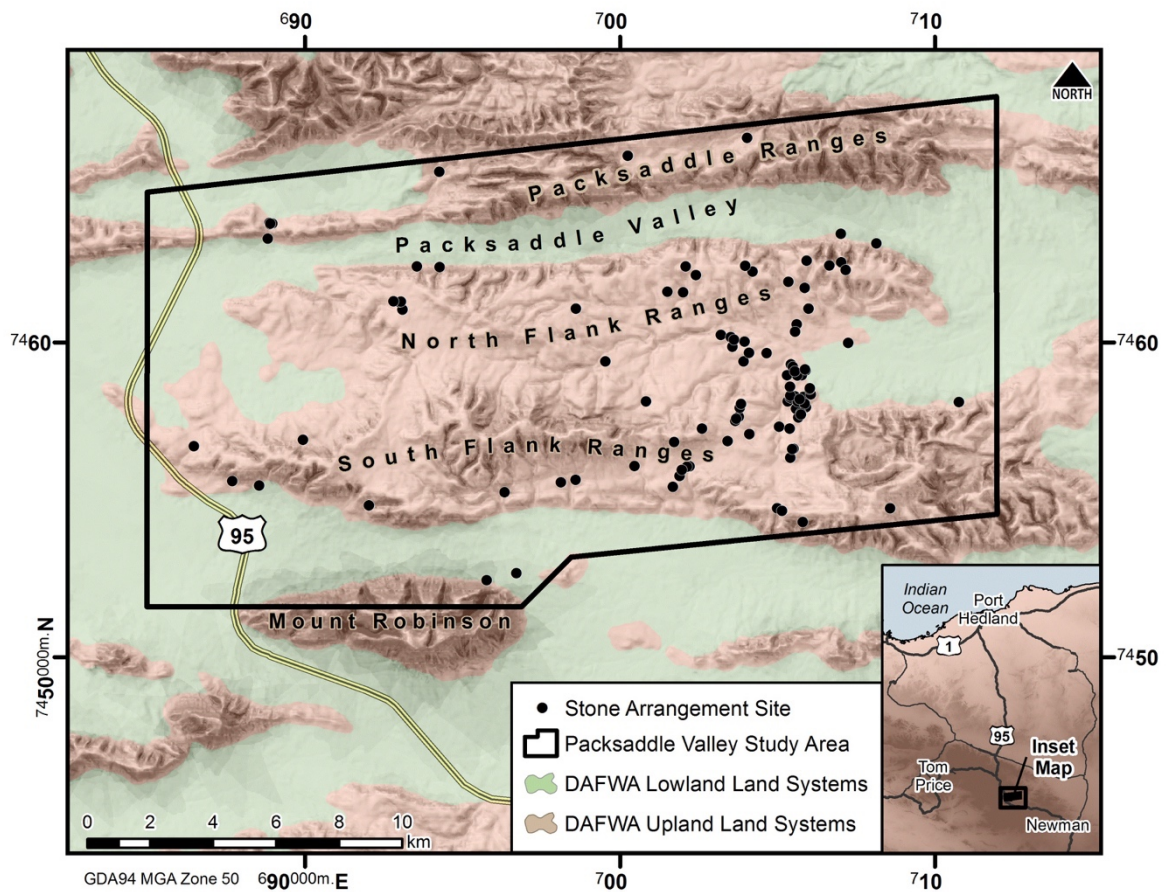 ⁶90
⁷00
⁷10
NORTH
Packsaddle Ranges
Packsaddle Valley
⁷⁴60
North Flank Ranges
⁷⁴60
South Flank Ranges
95
Mount Robinson
⁷⁴50⁰⁰⁰ᵐ·N
⁷⁴50
Stone Arrangement Site
Packsaddle Valley Study Area
DAFWA Lowland Land Systems
DAFWA Upland Land Systems
Indian
Ocean
Port
Hedland
1
95
Inset
Map
Tom
Price
Newman
0 2 4 6 8 10
km
GDA94 MGA Zone 50
⁶90⁰⁰⁰ᵐ·E
⁷00
⁷10